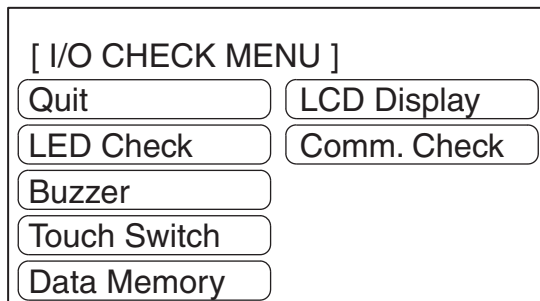 [ I/O CHECK MENU ]
Quit
LCD Display
LED Check
Comm. Check
Buzzer
Touch Switch
Data Memory